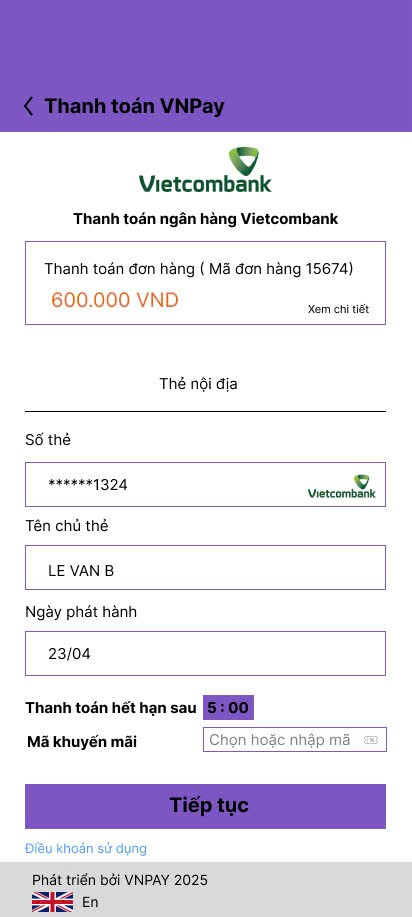 Thanh toán VNPay
Vietcombank
Thanh toán ngân hàng Vietcombank
Thanh toán đơn hàng ( Mã đơn hàng 15674)
600.000 VND
Xem chi tiết
Thẻ nội địa
Số thẻ
******1324
Vietcombank
Tên chủ thẻ
LE VAN B
Ngày phát hành
23/04
Thanh toán hết hạn sau 5 : 00
Mã khuyến mãi Chọn hoặc nhập mã
Tiếp tục
Điều khoản sử dụng
Phát triển bởi VNPAY 2025
En